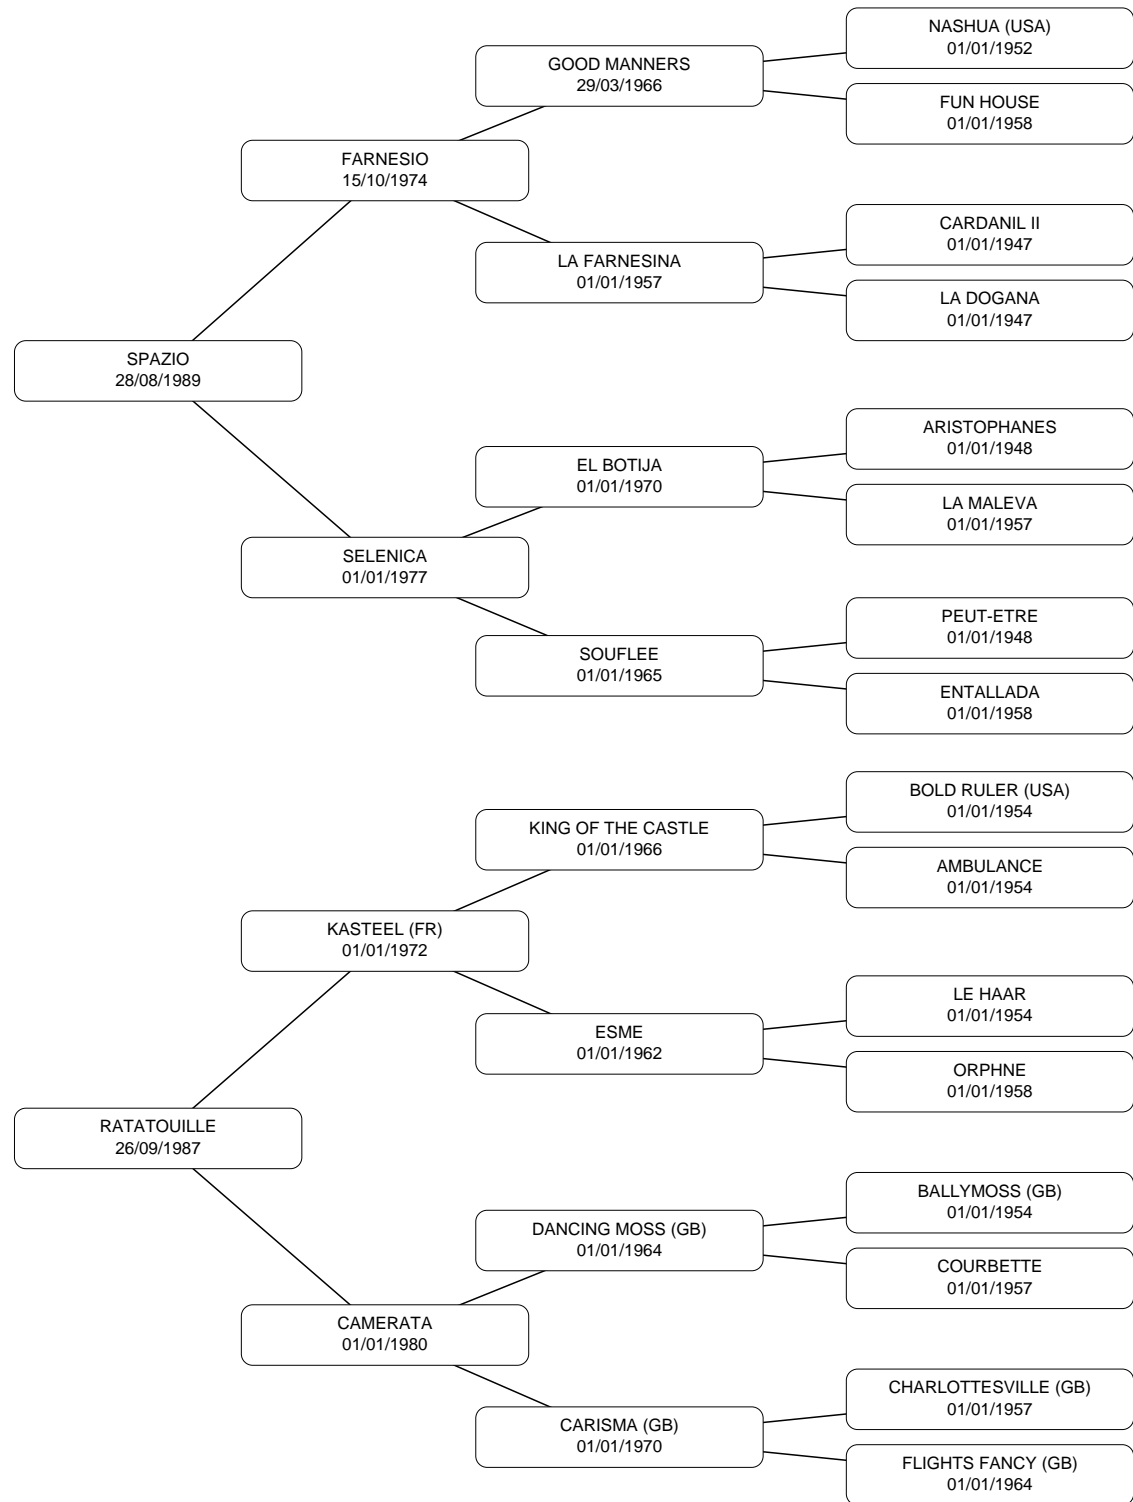 NASHUA (USA)
01/01/1952
GOOD MANNERS
29/03/1966
FUN HOUSE
01/01/1958
FARNESIO
15/10/1974
CARDANIL II
01/01/1947
LA FARNESINA
01/01/1957
LA DOGANA
01/01/1947
SPAZIO
28/08/1989
ARISTOPHANES
01/01/1948
EL BOTIJA
01/01/1970
LA MALEVA
01/01/1957
SELENICA
01/01/1977
PEUT-ETRE
01/01/1948
SOUFLEE
01/01/1965
ENTALLADA
01/01/1958
BOLD RULER (USA)
01/01/1954
KING OF THE CASTLE
01/01/1966
AMBULANCE
01/01/1954
KASTEEL (FR)
01/01/1972
LE HAAR
01/01/1954
ESME
01/01/1962
ORPHNE
01/01/1958
RATATOUILLE
26/09/1987
BALLYMOSS (GB)
01/01/1954
DANCING MOSS (GB)
01/01/1964
COURBETTE
01/01/1957
CAMERATA
01/01/1980
CHARLOTTESVILLE (GB)
01/01/1957
CARISMA (GB)
01/01/1970
FLIGHTS FANCY (GB)
01/01/1964